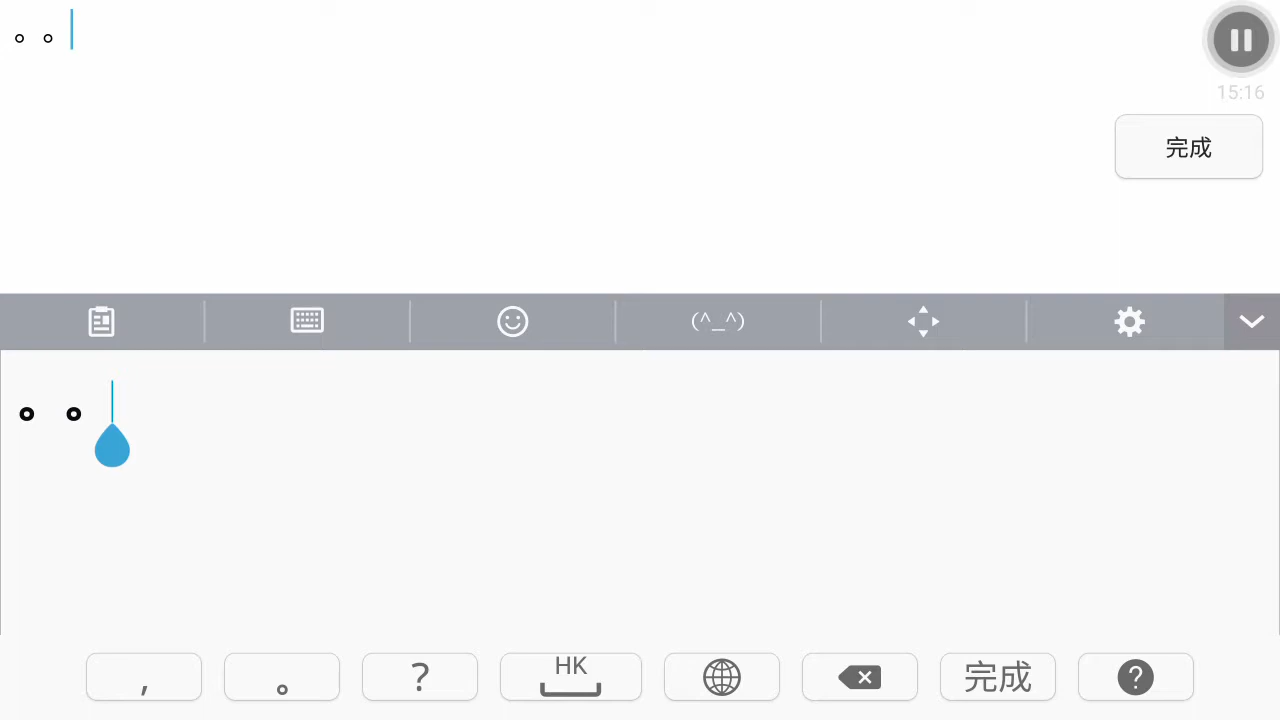 。。
15:16
完成
(^_^)
。。
,
。
?
HK
完成
?